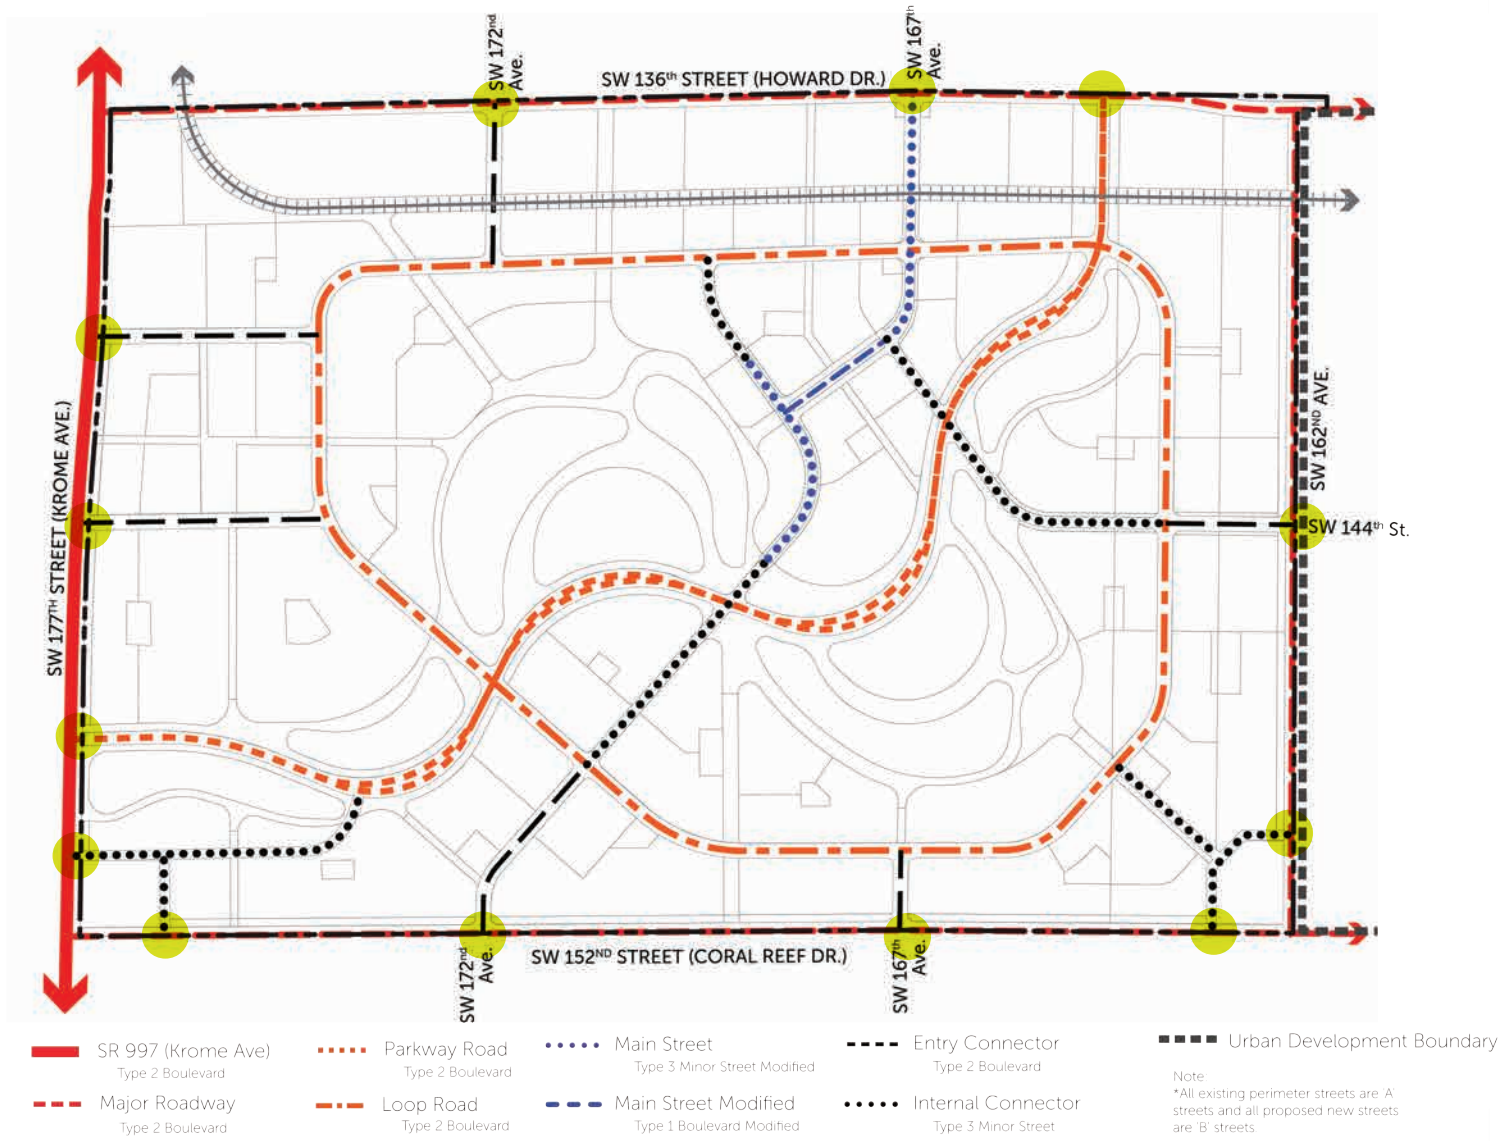 SW 172nd
Ave.
SW 136th STREET (HOWARD DR.)
SW 167th
Ave.
SW 177TH STREET (KROME AVE.)
SW 162ND AVE.
SW 144th St.
SW 172nd
Ave.
SW 152ND STREET (CORAL REEF DR.)
SW 167th
Ave.
SR 997 (Krome Ave)
Type 2 Boulevard
Major Roadway
Type 2 Boulevard
Parkway Road
Type 2 Boulevard
Loop Road
Type 2 Boulevard
Main Street
Type 3 Minor Street Modified
Main Street Modified
Type 1 Boulevard Modified
Entry Connector
Type 2 Boulevard
Internal Connector
Type 3 Minor Street
Urban Development Boundary
Note
*All existing perimeter streets are 'A'
streets and all proposed new streets
are 'B' streets